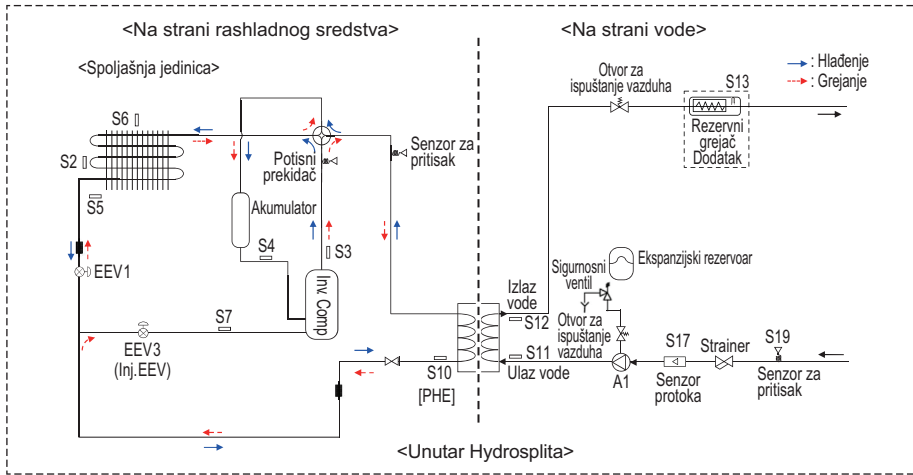 <Na strani rashladnog sredstva>
<Na strani vode>
<Spoljašnja jedinica>
: Hlađenje
: Grejanje
Otvor za
ispuštanje vazduha
S13
Rezervni
grejač
Dodatak
S6
S2
S5
Potisni
prekidač
Senzor za
pritisak
Akumulator
S4
S3
EEV1
Inv. Comp
S7
EEV3
(Inj.EEV)
S10
[PHE]
Izlaz
vode
S12
S11
Ulaz vode
Sigurnosni
ventil
Ekspanzijski rezervoar
Otvor za
ispuštanje
vazduha
A1
S17
Senzor
protoka
Strainer
S19
Senzor za
pritisak
<Unutar Hydrosplita>